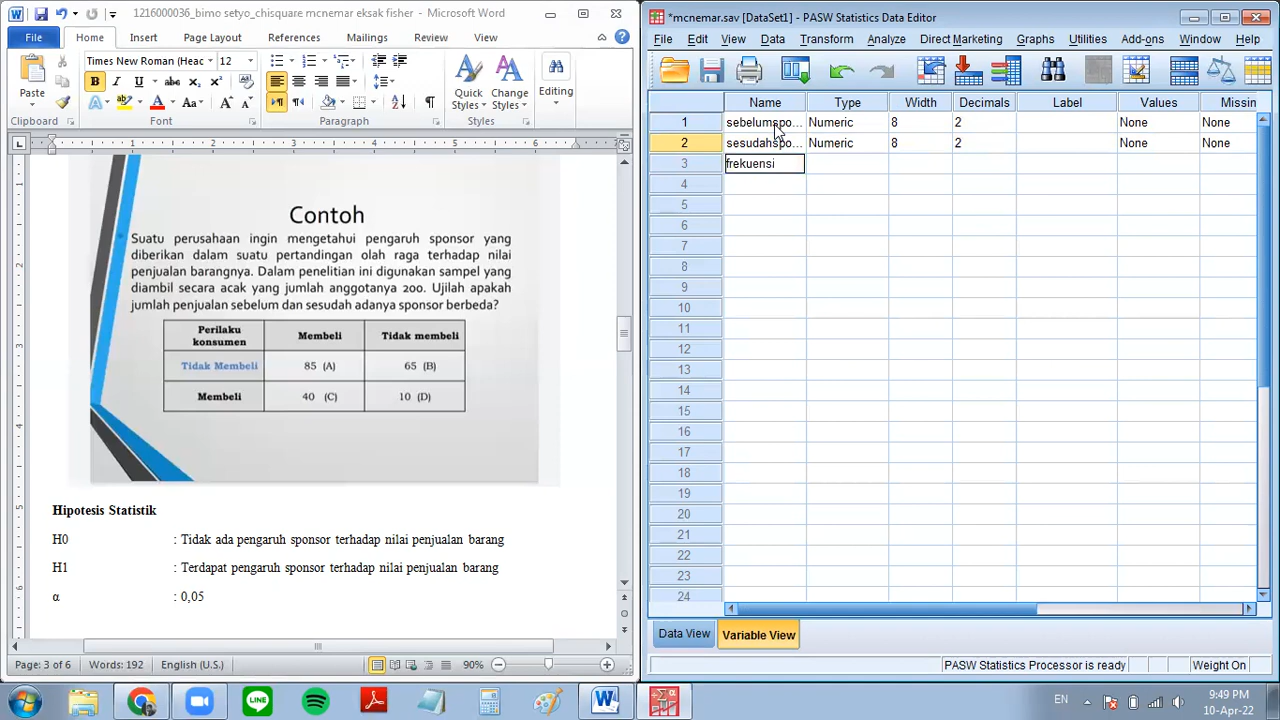 1216000036_bimo setyo_chisquare mcnemar eksak fisher - Microsoft Word
File Home Insert Page Layout References Mailings Review View
Paste
Times New Roman (Heac 12
Quick Styles
Change Styles
Editing
Clipboard Font Paragraph Styles
Contoh
Suatu perusahaan ingin mengetahui pengaruh sponsor yang
diberikan dalam suatu pertandingan olah raga terhadap nilai
penjualan barangnya. Dalam penelitian ini digunakan sampel yang
diambil secara acak yang jumlah anggotanya 200. Ujilah apakah
jumlah penjualan sebelum dan sesudah adanya sponsor berbeda?
Perilaku konsumen Membeli Tidak membeli
Tidak Membeli 85 (A) 65 (B)
Membeli 40 (C) 10 (D)
Hipotesis Statistik
H0 : Tidak ada pengaruh sponsor terhadap nilai penjualan barang
H1 : Terdapat pengaruh sponsor terhadap nilai penjualan barang
α : 0,05
Page: 3 of 6 Words: 192 English (U.S.) 90%
*mcnemar.sav [DataSet1] - PASW Statistics Data Editor
File Edit View Data Transform Analyze Direct Marketing Graphs Utilities Add-ons Window Help
Name Type Width Decimals Label Values Missin
1 sebelumspo... Numeric 8 2 None None
2 sesudahspo... Numeric 8 2 None None
3 frekuensi
4
5
6
7
8
9
10
11
12
13
14
15
16
17
18
19
20
21
22
23
24
Data View Variable View
PASW Statistics Processor is ready Weight On
EN
9:49 PM
10-Apr-22